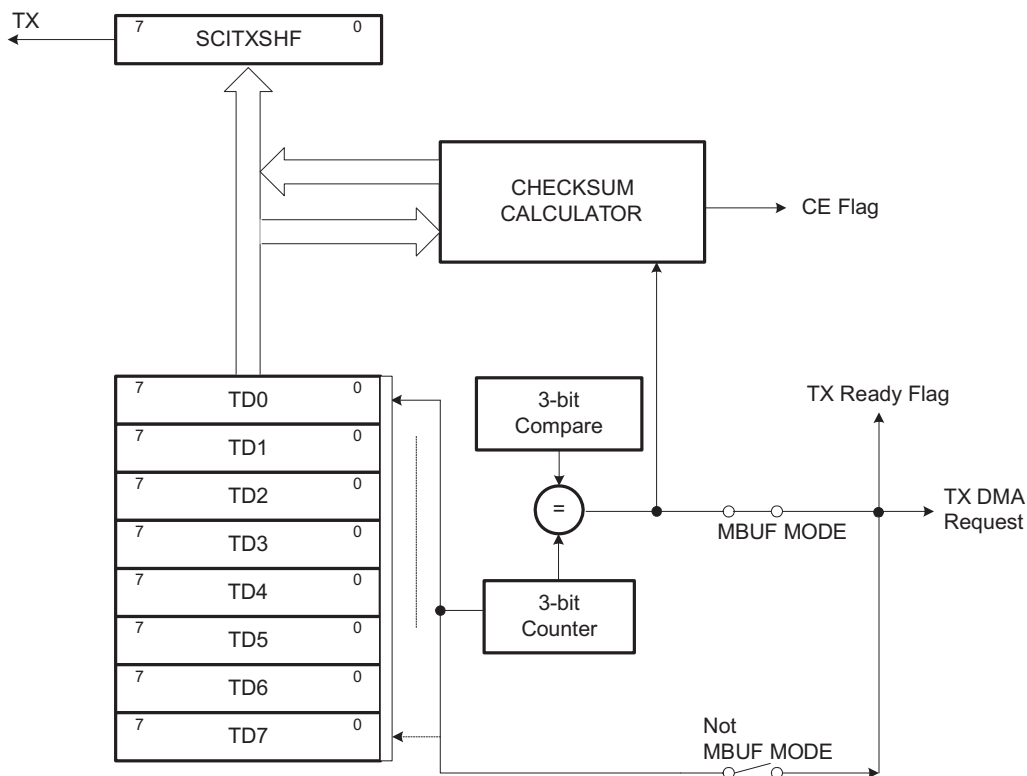 TX
7 SCITXSHF 0
CHECKSUM
CALCULATOR
CE Flag
7 TD0 0
7 TD1 0
7 TD2 0
7 TD3 0
7 TD4 0
7 TD5 0
7 TD6 0
7 TD7 0
3-bit
Compare
=
3-bit
Counter
TX Ready Flag
TX DMA
Request
MBUF MODE
Not
MBUF MODE